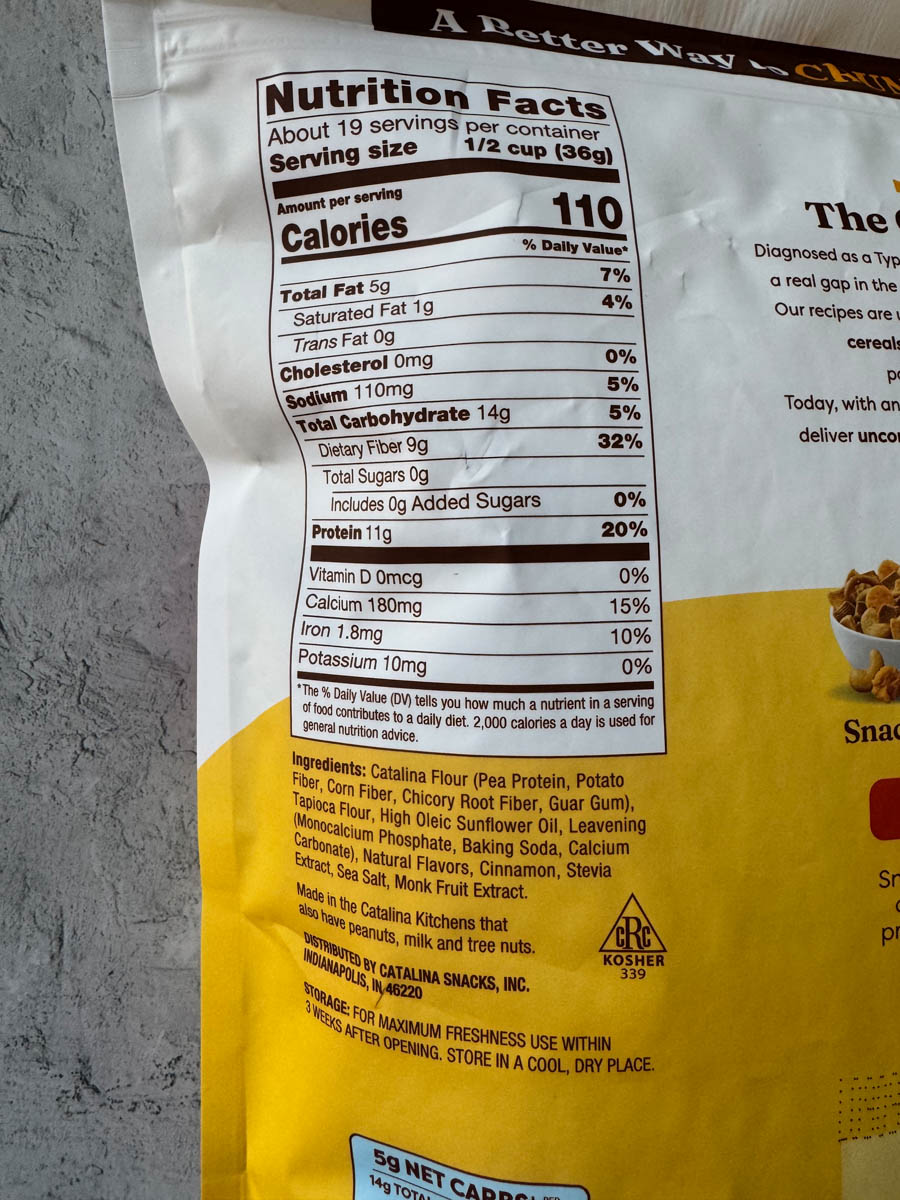 A Better Way to
Nutrition Facts
About 19 servings per container
Serving size 1/2 cup (36g)
Amount per serving
Calories 110
% Daily Value*
Total Fat 5g 7%
Saturated Fat 1g 4%
Trans Fat 0g
Cholesterol 0mg 0%
Sodium 110mg 5%
Total Carbohydrate 14g 5%
Dietary Fiber 9g 32%
Total Sugars 0g
Includes 0g Added Sugars 0%
Protein 11g 20%
Vitamin D 0mcg 0%
Calcium 180mg 15%
Iron 1.8mg 10%
Potassium 10mg 0%
*The % Daily Value (DV) tells you how much a nutrient in a serving
of food contributes to a daily diet. 2,000 calories a day is used for
general nutrition advice.
Ingredients: Catalina Flour (Pea Protein, Potato
Fiber, Corn Fiber, Chicory Root Fiber, Guar Gum),
Tapioca Flour, High Oleic Sunflower Oil, Leavening
(Monocalcium Phosphate, Baking Soda, Calcium
Carbonate), Natural Flavors, Cinnamon, Stevia
Extract, Sea Salt, Monk Fruit Extract.
Made in the Catalina Kitchens that
also have peanuts, milk and tree nuts.
DISTRIBUTED BY CATALINA SNACKS, INC.
INDIANAPOLIS, IN 46220
STORAGE: FOR MAXIMUM FRESHNESS USE WITHIN
3 WEEKS AFTER OPENING. STORE IN A COOL, DRY PLACE.
cRc
KOSHER
339
5g NET CARBS PER
14g TOTAL
The
Diagnosed as a Typ
a real gap in the
Our recipes are
cereals
Today, with an
deliver uncon
Snac